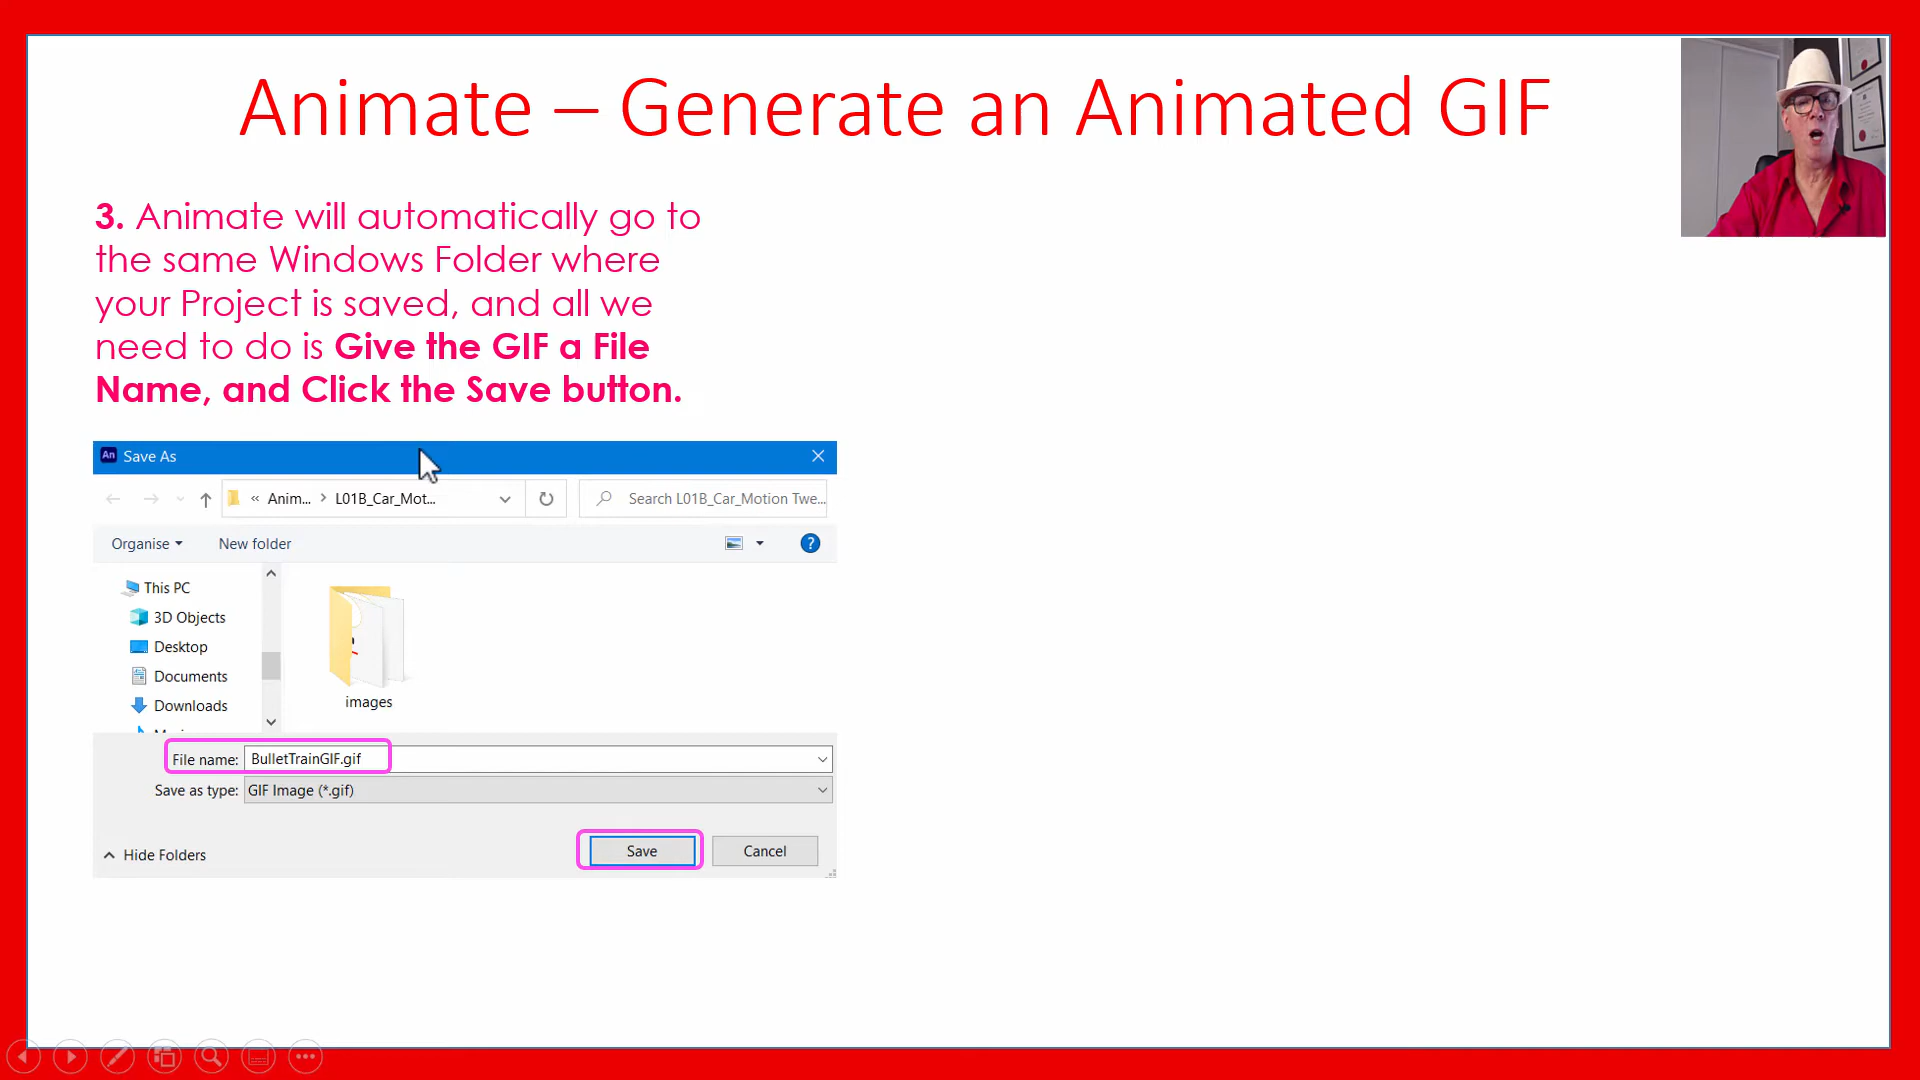 Animate – Generate an Animated GIF
3. Animate will automatically go to
the same Windows Folder where
your Project is saved, and all we
need to do is Give the GIF a File
Name, and Click the Save button.
An Save As
« Anim... > L01B_Car_Mot...
Search L01B_Car_Motion Twe...
Organise
New folder
?
This PC
3D Objects
Desktop
Documents
Downloads
images
File name: BulletTrainGIF.gif
Save as type: GIF Image (*.gif)
Hide Folders
Save
Cancel